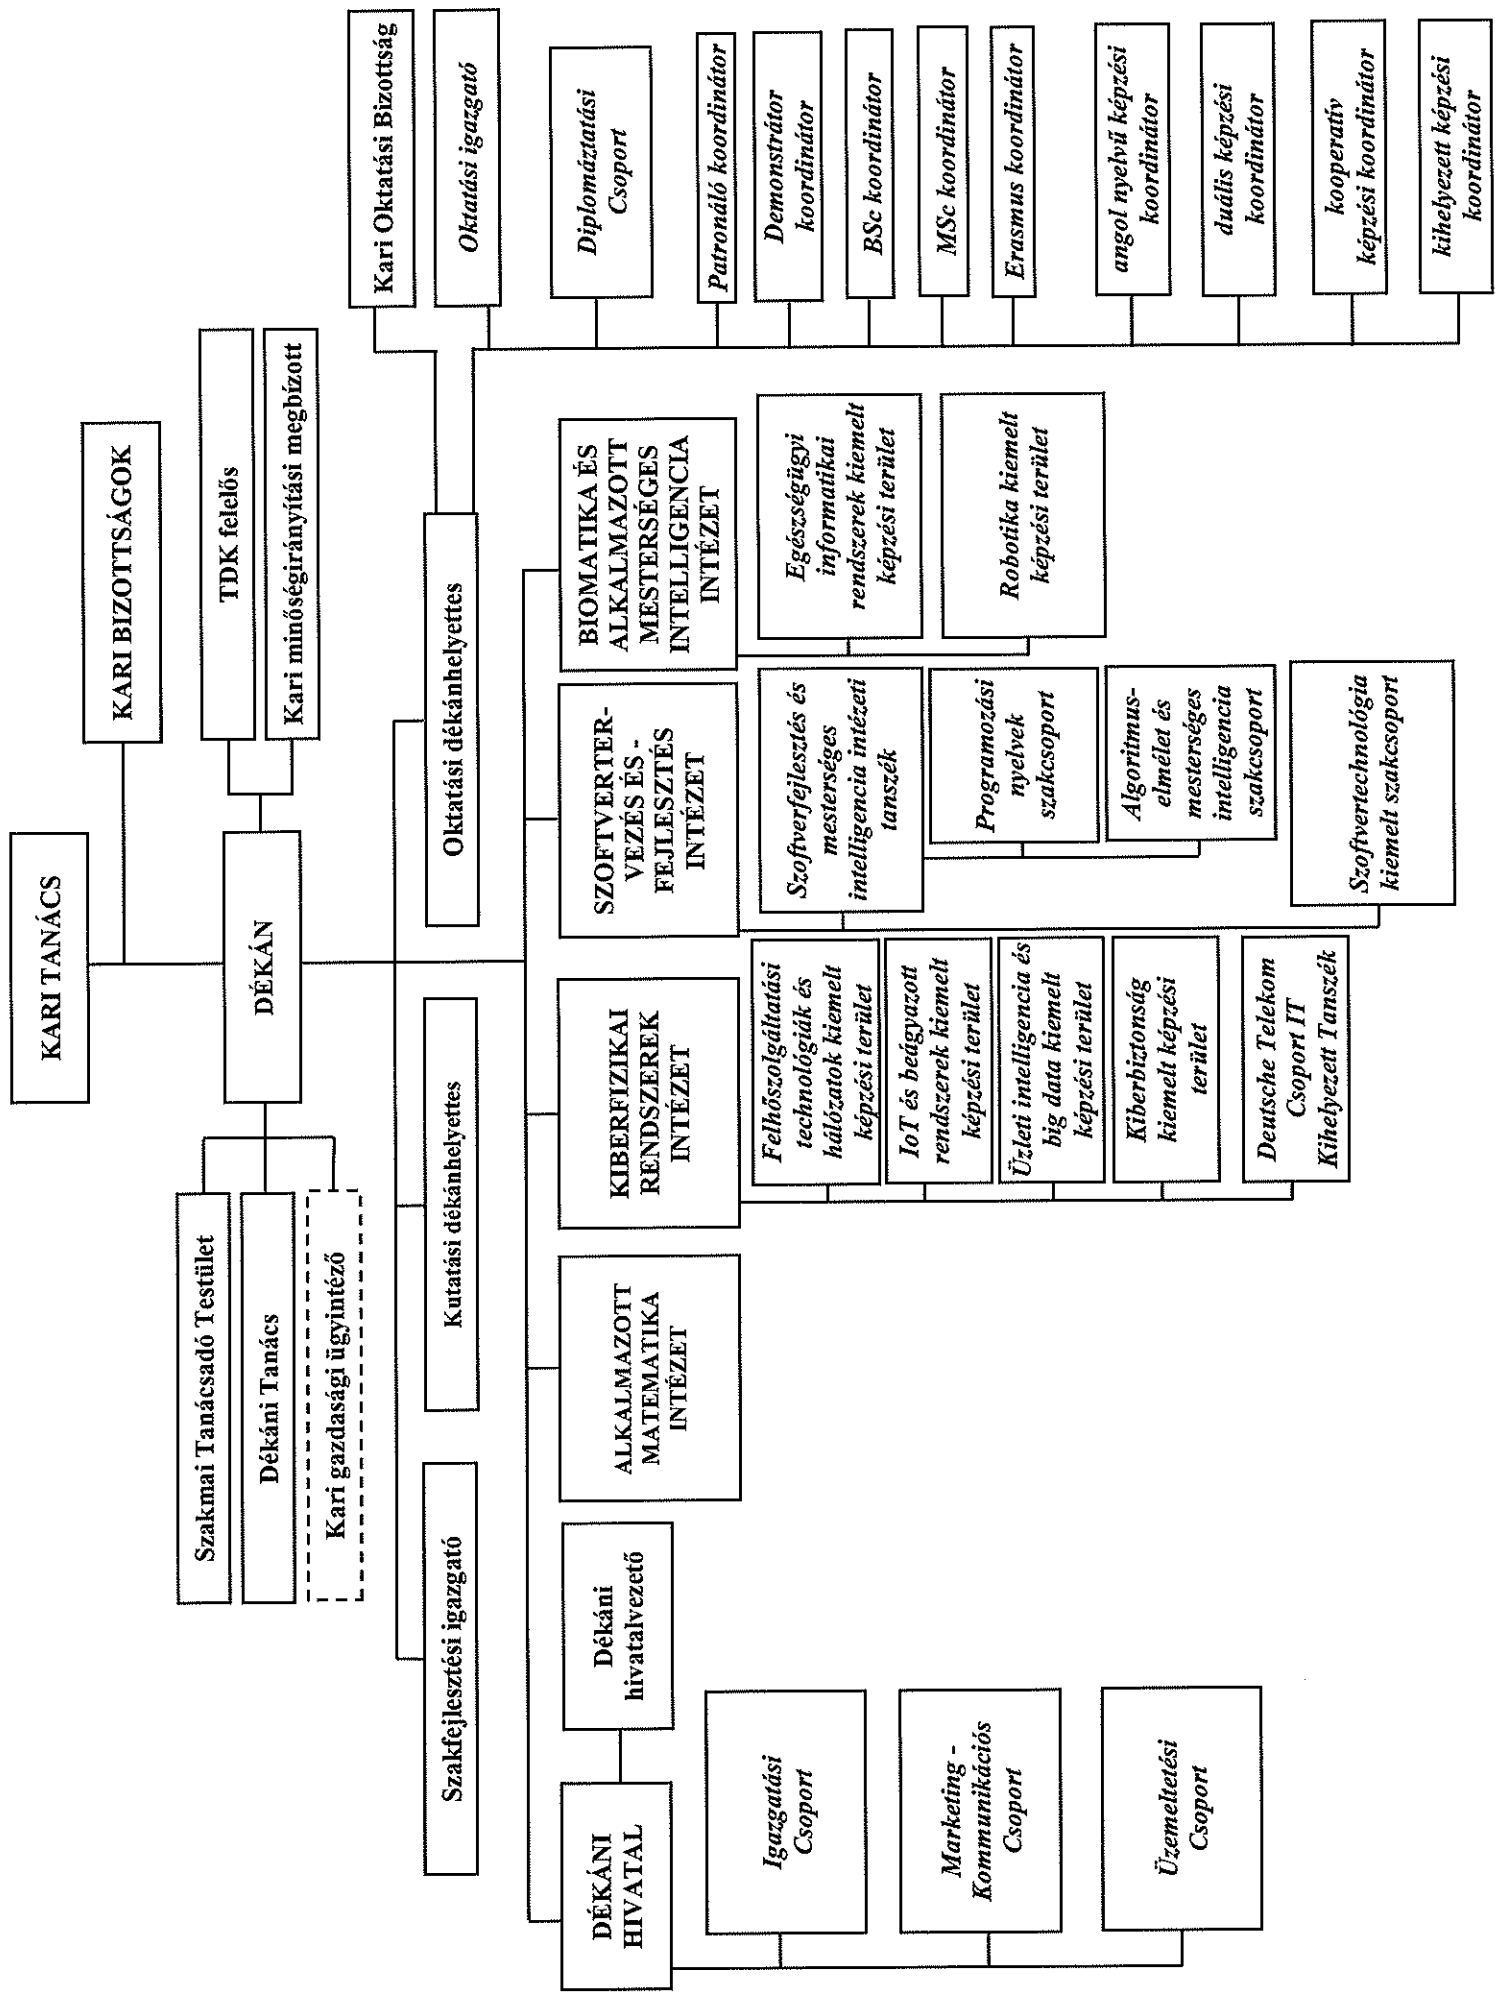 KARI TANÁCS
KARI BIZOTTSÁGOK
Szakmai Tanácsadó Testület
Dékáni Tanács
Kari gazdasági ügyintéző
DÉKÁN
TDK felelős
Kari minőségirányítási megbízott
Szakfejlesztési igazgató
Kutatási dékánhelyettes
Oktatási dékánhelyettes
Kari Oktatási Bizottság
Oktatási igazgató
Diplomáztatási
Csoport
Patronáló koordinátor
Demonstrátor
koordinátor
BSc koordinátor
MSc koordinátor
Erasmus koordinátor
angol nyelvű képzési
koordinátor
duális képzési
koordinátor
kooperatív
képzési koordinátor
kihelyezett képzési
koordinátor
DÉKÁNI
HIVATAL
Dékáni
hivatalvezető
Igazgatási
Csoport
Marketing -
Kommunikációs
Csoport
Üzemeltetési
Csoport
ALKALMAZOTT
MATEMATIKA
INTÉZET
KIBERFIZIKAI
RENDSZEREK
INTÉZET
Felhőszolgáltatási
technológiák és
hálózatok kiemelt
képzési terület
IoT és beágyazott
rendszerek kiemelt
képzési terület
Üzleti intelligencia és
big data kiemelt
képzési terület
Kiberbiztonság
kiemelt képzési
terület
Deutsche Telekom
Csoport IT
Kihelyezett Tanszék
SZOFTVERTER-
VEZÉS ÉS -
FEJLESZTÉS
INTÉZET
Szoftverfejlesztés és
mesterséges
intelligencia intézeti
tanszék
Programozási
nyelvek
szakcsoport
Algoritmus-
elmélet és
mesterséges
intelligencia
szakcsoport
Szoftvertechnológia
kiemelt szakcsoport
BIOMATIKA ÉS
ALKALMAZOTT
MESTERSÉGES
INTELLIGENCIA
INTÉZET
Egészségügyi
informatikai
rendszerek kiemelt
képzési terület
Robotika kiemelt
képzési terület